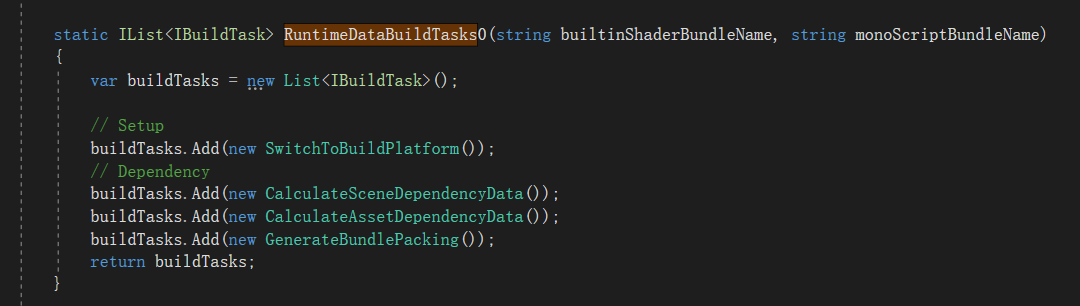 static IList<IBuildTask> RuntimeDataBuildTasks0(string builtinShaderBundleName, string monoScriptBundleName)
{
var buildTasks = new List<IBuildTask>();
// Setup
buildTasks.Add(new SwitchToBuildPlatform());
// Dependency
buildTasks.Add(new CalculateSceneDependencyData());
buildTasks.Add(new CalculateAssetDependencyData());
buildTasks.Add(new GenerateBundlePacking());
return buildTasks;
}